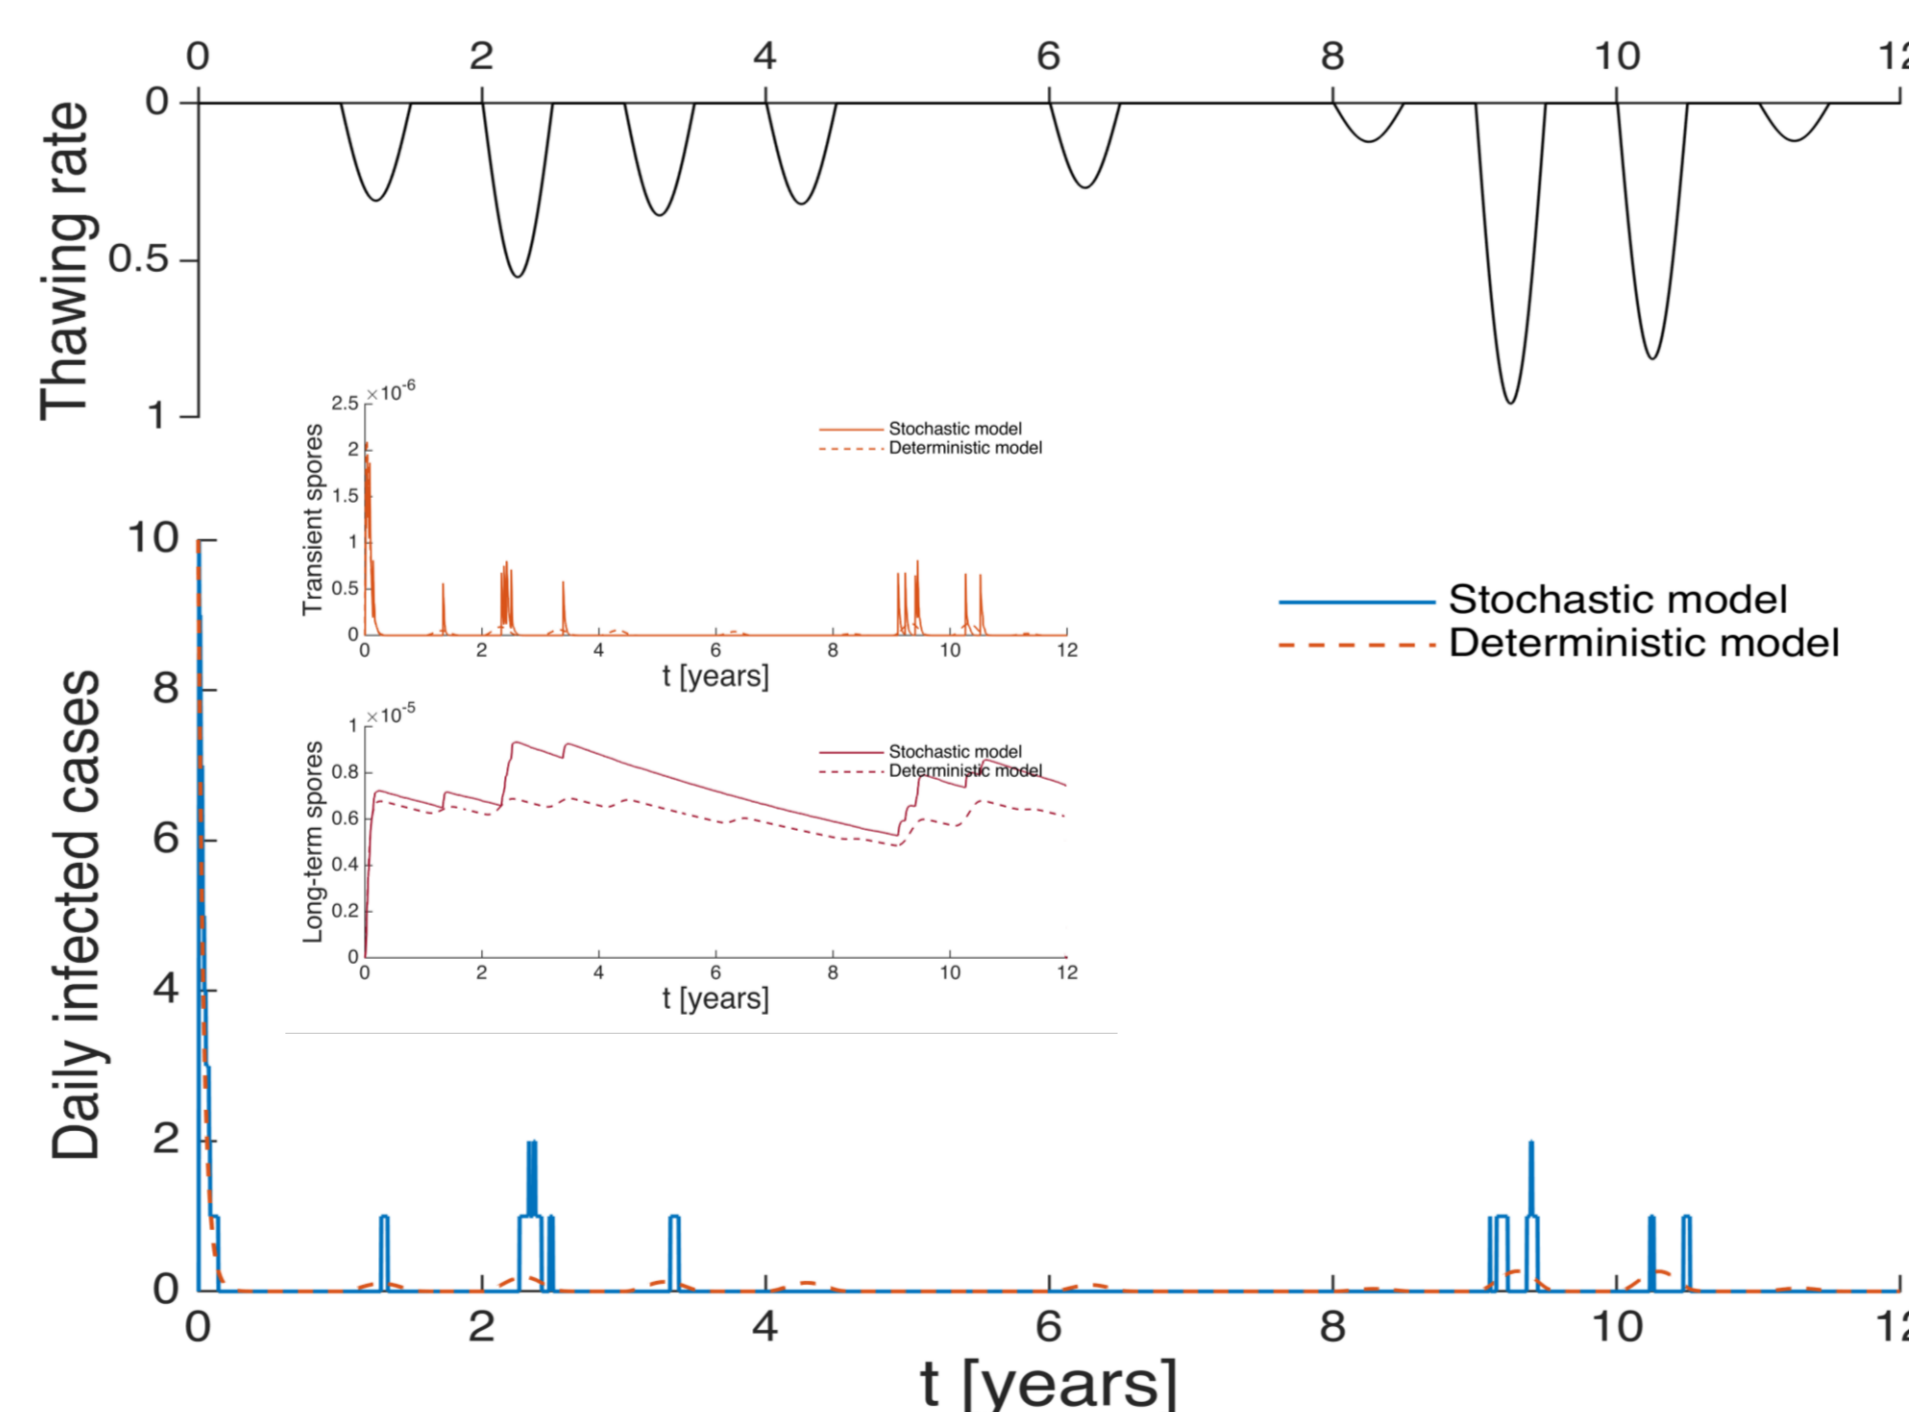 0 2 4 6 8 10 12
Thawing rate
0
0.5
1
×10-6
Transient spores
2.5
2
1.5
1
0.5
0
Stochastic model
Deterministic model
0 2 4 6 8 10 12
t [years]
×10-5
Long-term spores
1
0.8
0.6
0.4
0.2
0
Stochastic model
Deterministic model
0 2 4 6 8 10 12
t [years]
Daily infected cases
10
8
6
4
2
0
Stochastic model
Deterministic model
0 2 4 6 8 10 12
t [years]